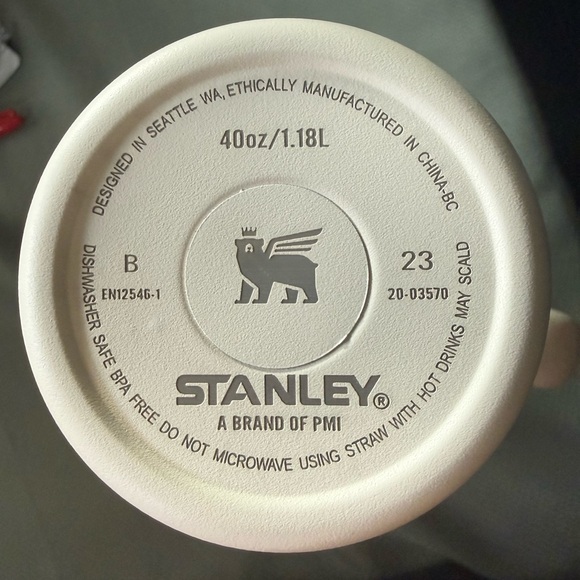 DESIGNED IN SEATTLE WA, ETHICALLY MANUFACTURED IN CHINA-BC
40oz/1.18L
B
EN12546-1
23
20-03570
STANLEY®
A BRAND OF PMI
DISHWASHER SAFE BPA FREE DO NOT MICROWAVE USING STRAW WITH HOT DRINKS MAY SCALD